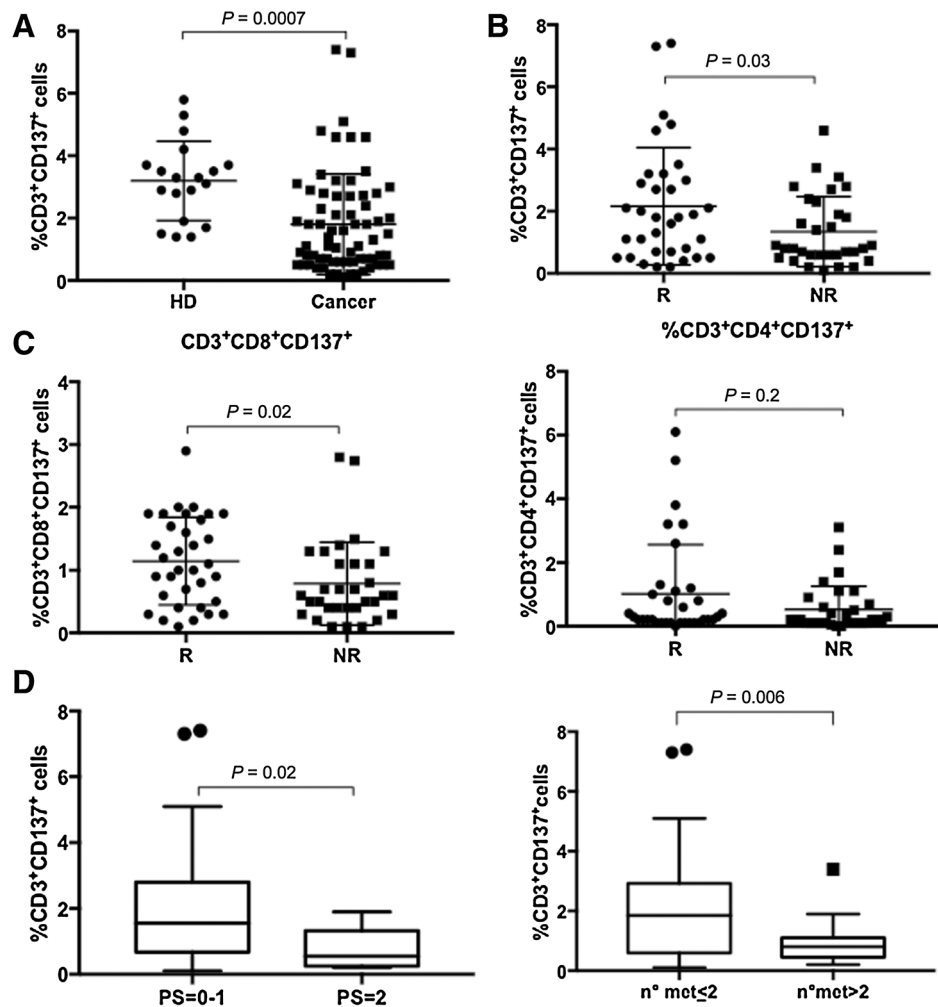 A
P = 0.0007
%CD3+CD137+ cells
8
6
4
2
0
HD
Cancer
B
P = 0.03
%CD3+CD137+ cells
8
6
4
2
0
R
NR
C
CD3+CD8+CD137+
P = 0.02
%CD3+CD8+CD137+ cells
4
3
2
1
0
R
NR
%CD3+CD4+CD137+
P = 0.2
%CD3+CD4+CD137+cells
8
6
4
2
0
R
NR
D
P = 0.02
%CD3+CD137+ cells
8
6
4
2
0
PS=0-1
PS=2
P = 0.006
%CD3+CD137+cells
8
6
4
2
0
n° met≤2
n°met>2